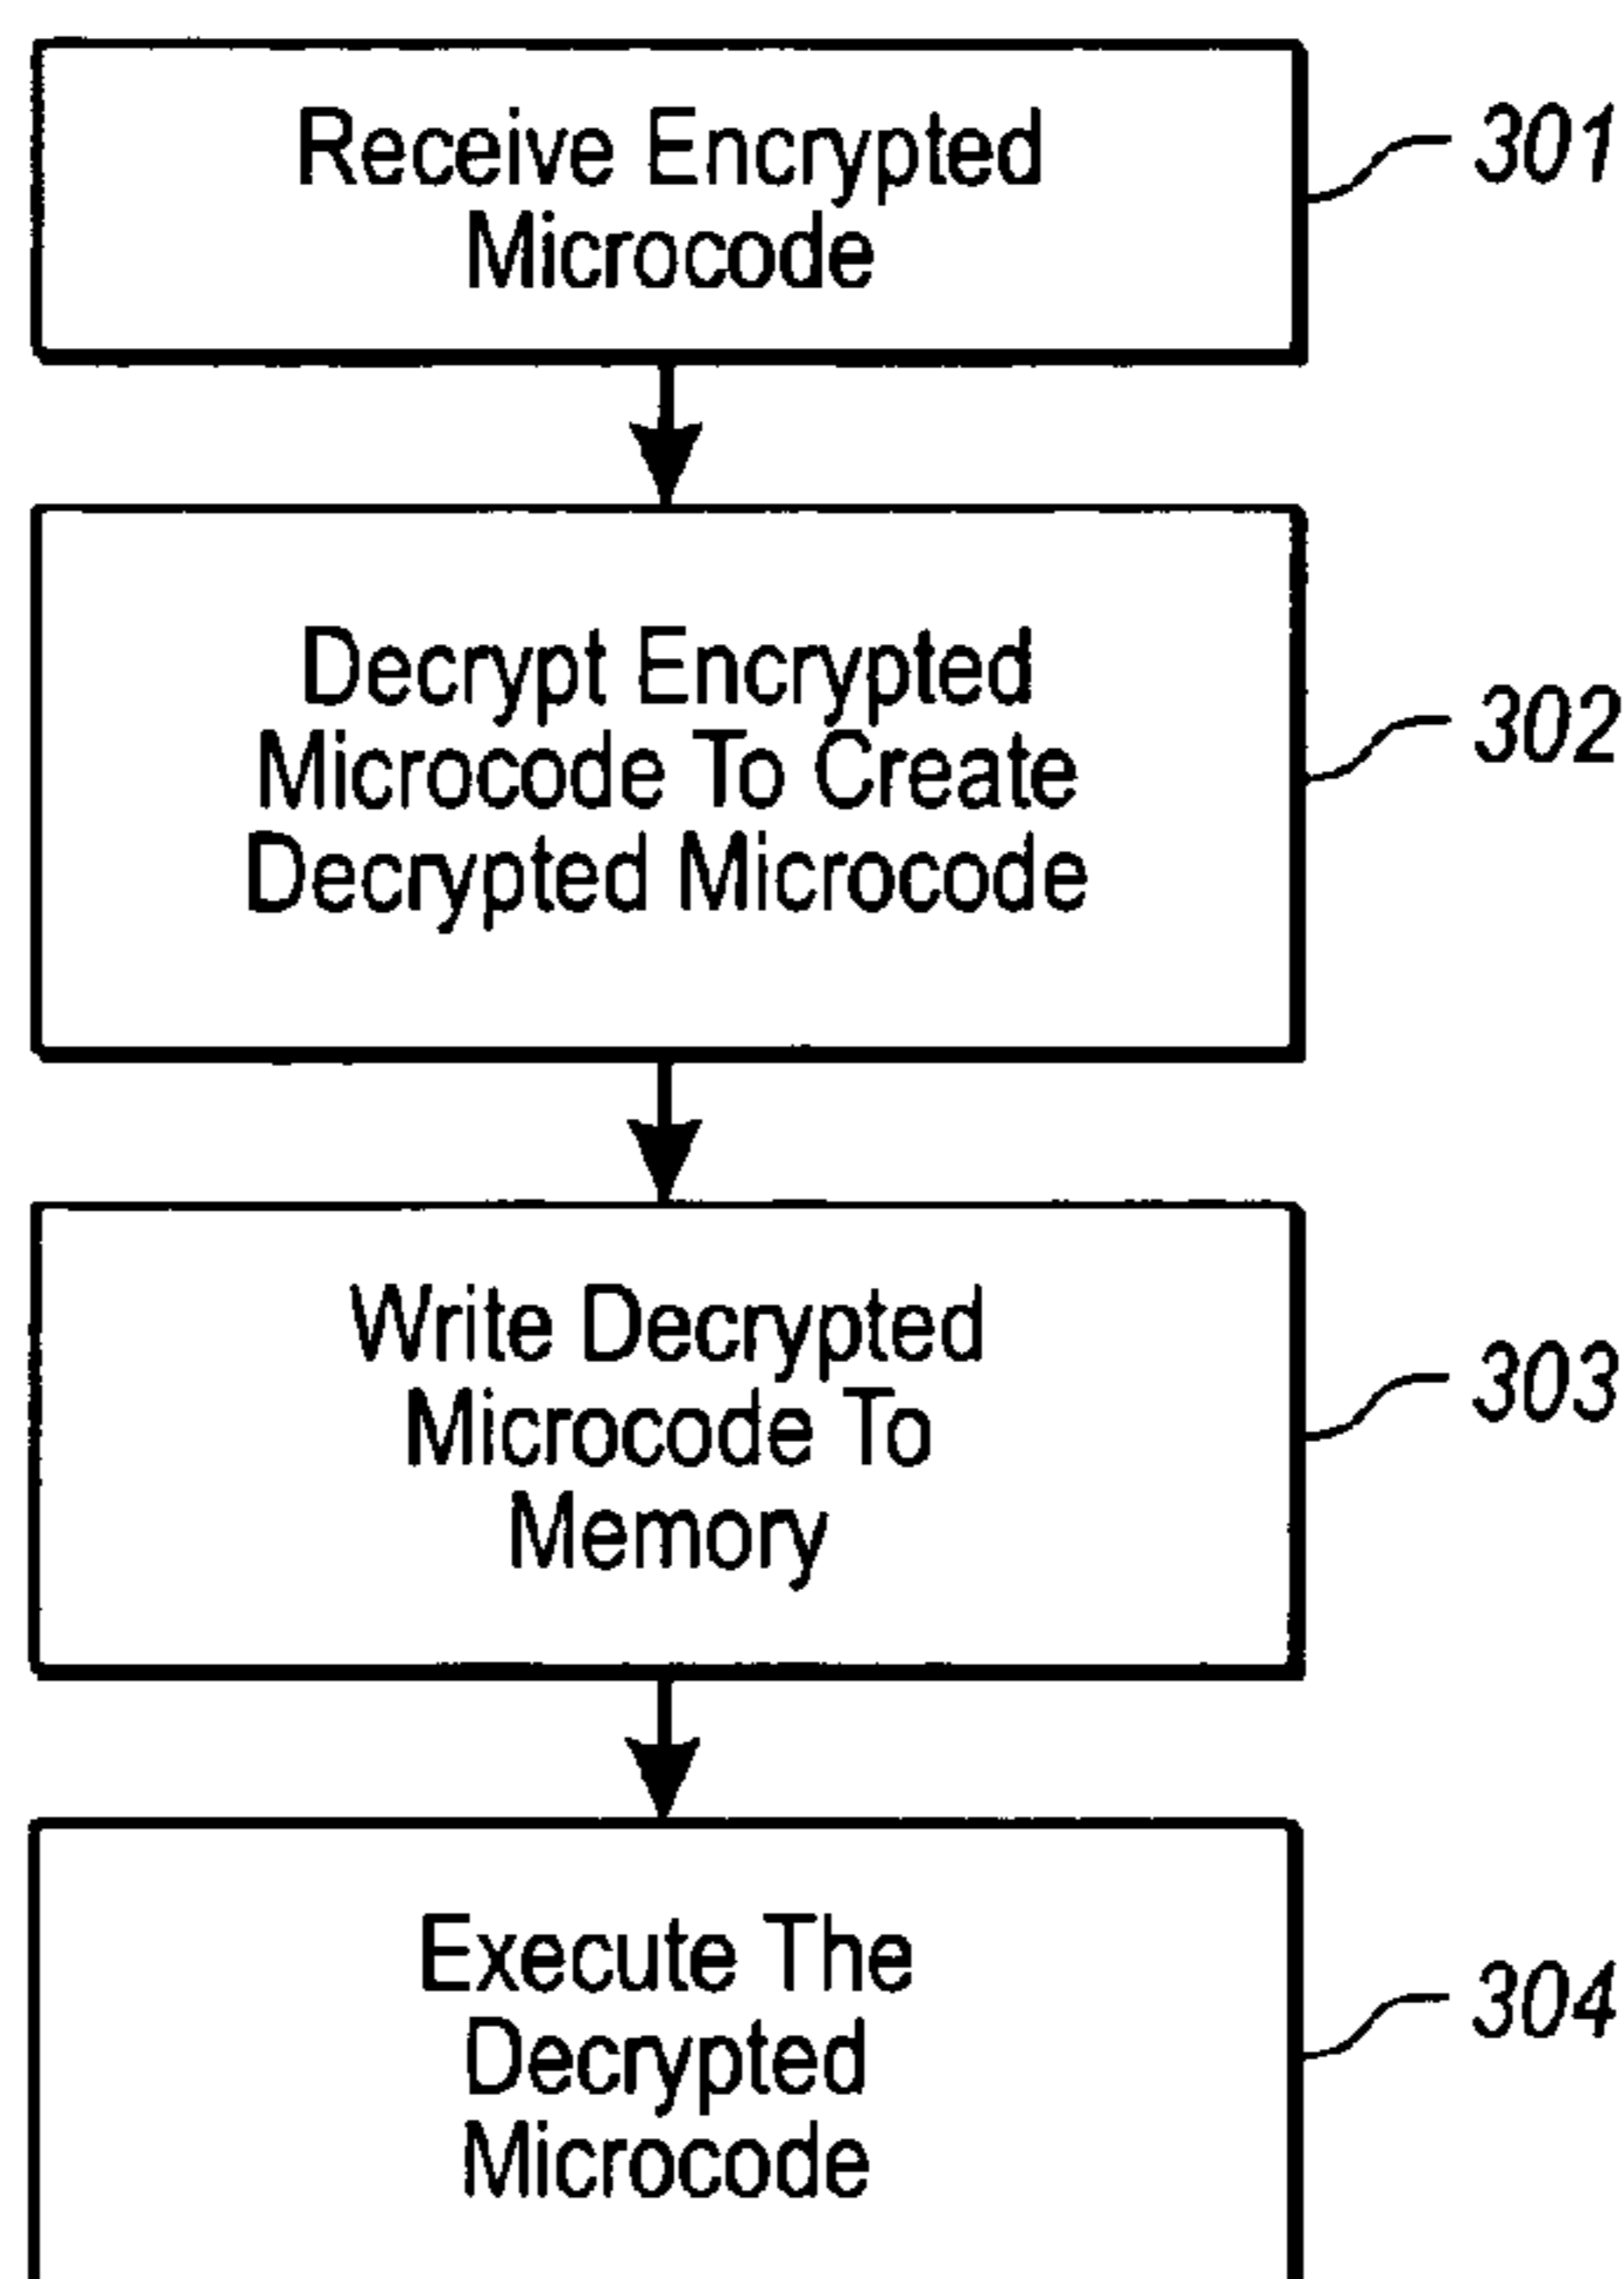 Receive Encrypted
Microcode
301
Decrypt Encrypted
Microcode To Create
Decrypted Microcode
302
Write Decrypted
Microcode To
Memory
303
Execute The
Decrypted
Microcode
304